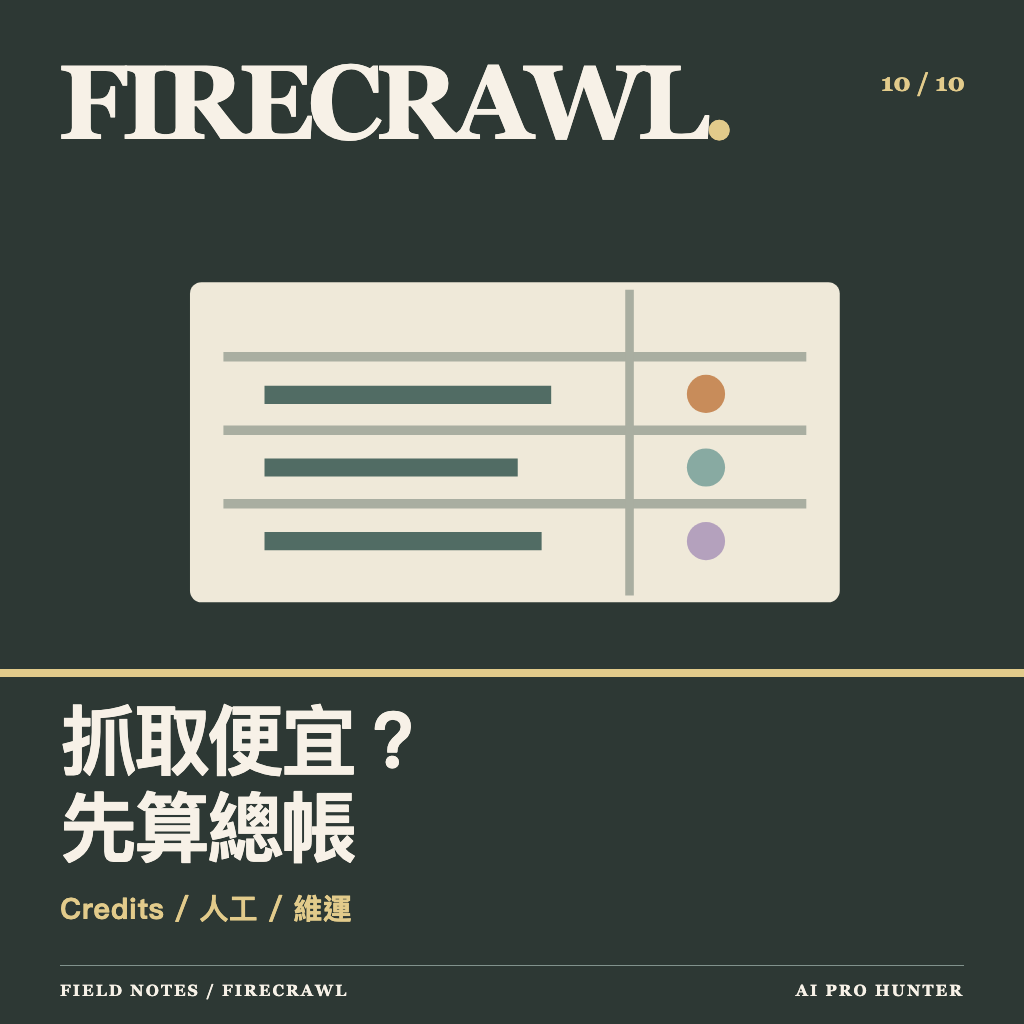 FIRECRAWL.
10 / 10
抓取便宜？
先算總帳
Credits / 人工 / 維運
FIELD NOTES / FIRECRAWL
AI PRO HUNTER